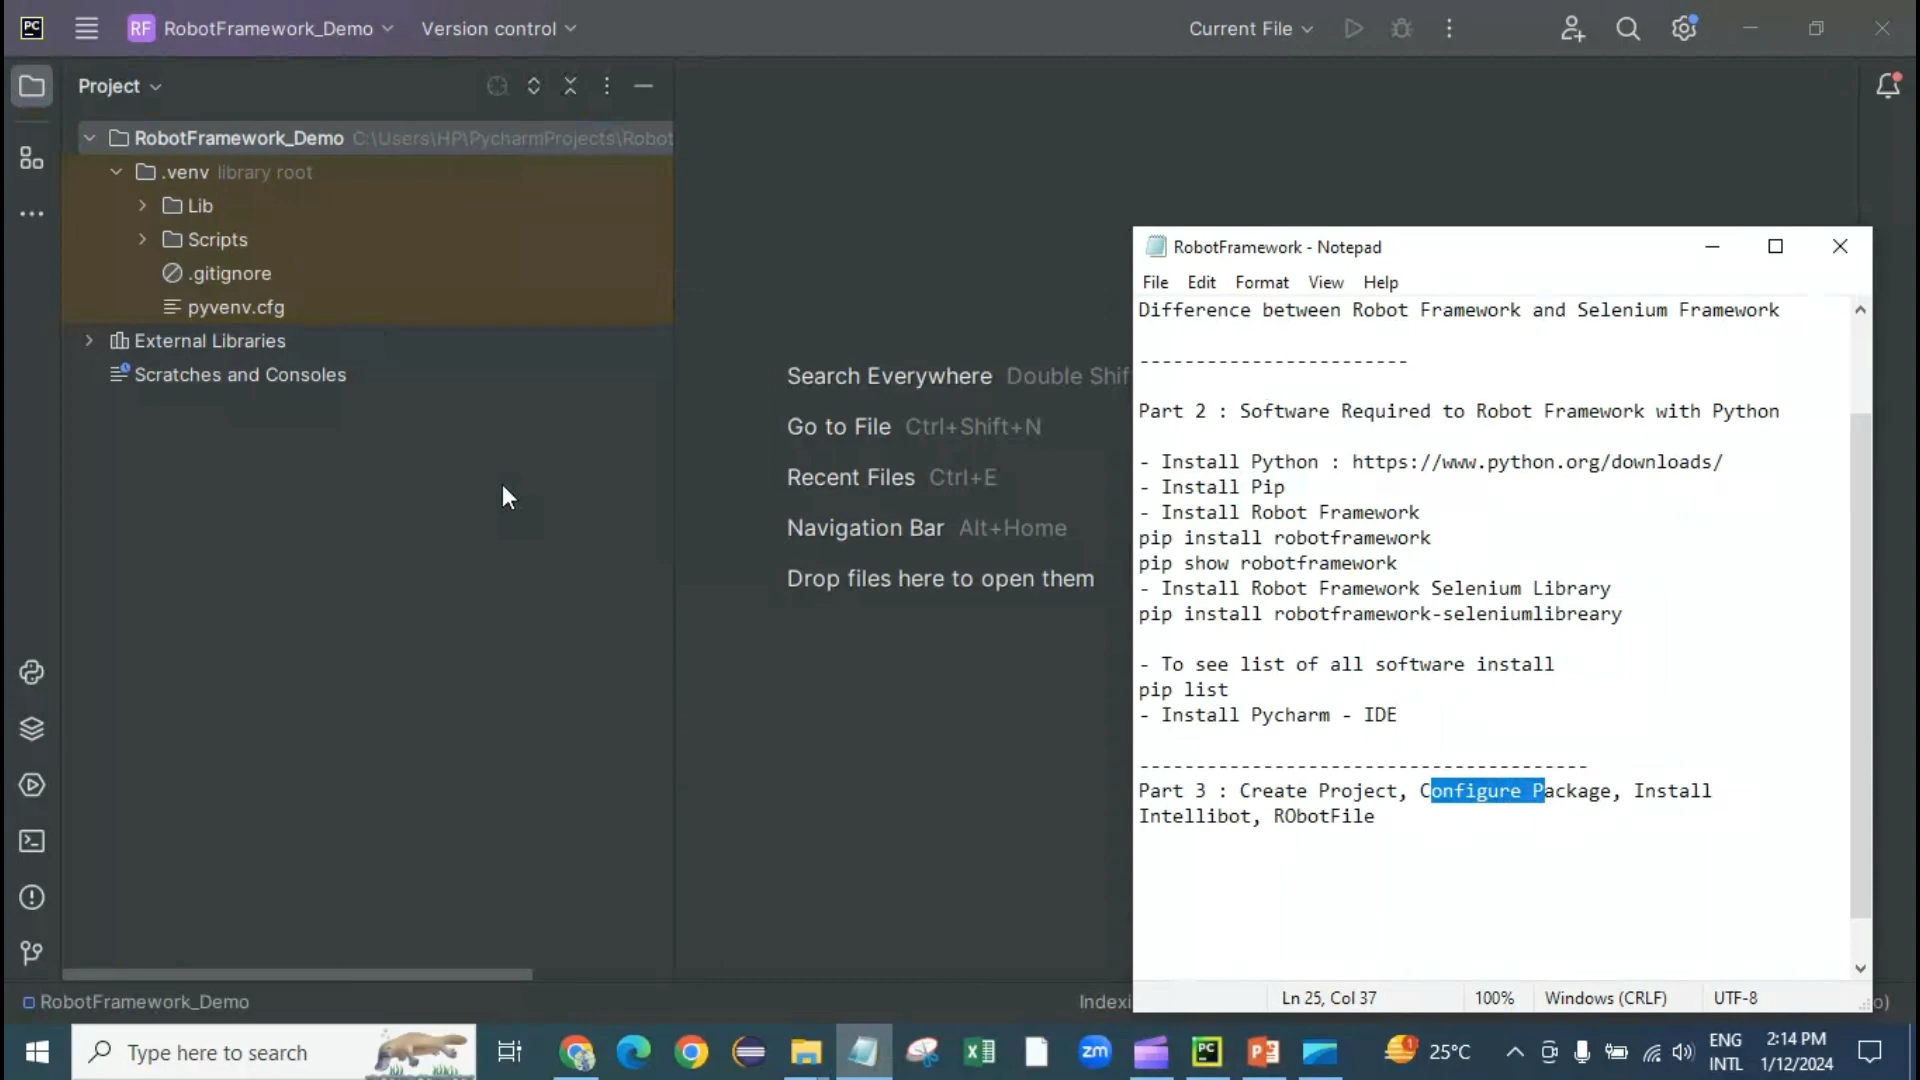 PC
RF RobotFramework_Demo Version control Current File
Project
RobotFramework_Demo C:\Users\HP\PycharmProjects\Robot
.venv library root
Lib
Scripts
.gitignore
pyvenv.cfg
External Libraries
Scratches and Consoles
Search Everywhere Double Shif
Go to File Ctrl+Shift+N
Recent Files Ctrl+E
Navigation Bar Alt+Home
Drop files here to open them
RobotFramework - Notepad
File Edit Format View Help
Difference between Robot Framework and Selenium Framework
------------------------
Part 2 : Software Required to Robot Framework with Python
- Install Python : https://www.python.org/downloads/
- Install Pip
- Install Robot Framework
pip install robotframework
pip show robotframework
- Install Robot Framework Selenium Library
pip install robotframework-seleniumlibreary
- To see list of all software install
pip list
- Install Pycharm - IDE
----------------------------------------
Part 3 : Create Project, Configure Package, Install
Intellibot, RObotFile
Ln 25, Col 37 100% Windows (CRLF) UTF-8
RobotFramework_Demo Indexi
Type here to search
zm
PC
25°C
ENG
INTL
2:14 PM
1/12/2024